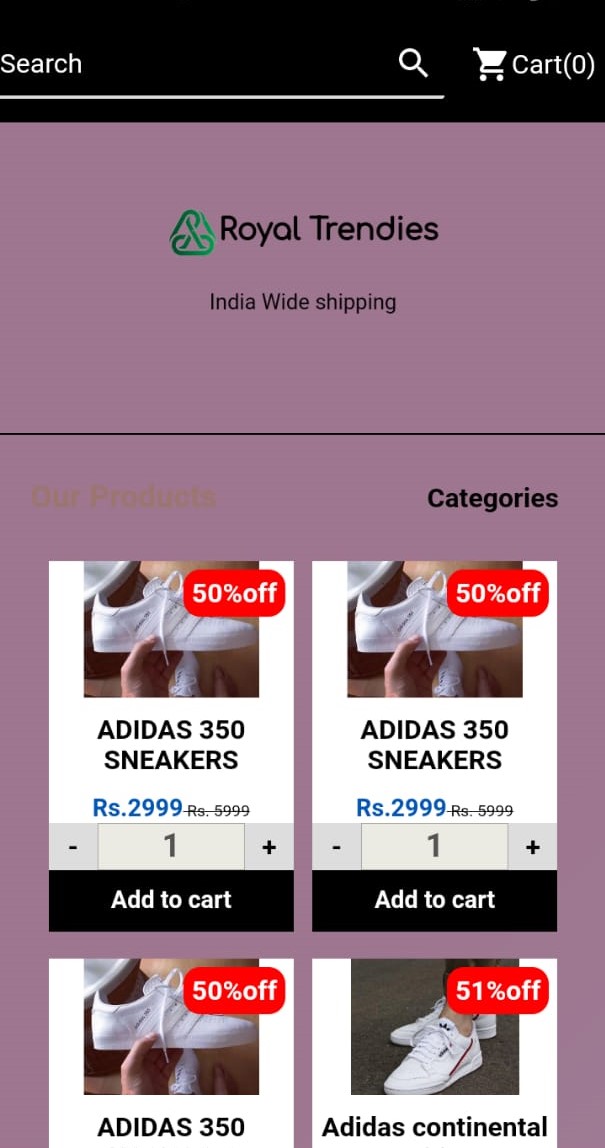 Search
Cart(0)
Royal Trendies
India Wide shipping
Our Products
Categories
50%off
50%off
ADIDAS 350
SNEAKERS
ADIDAS 350
SNEAKERS
Rs.2999 Rs. 5999
Rs.2999 Rs. 5999
- 1 +
- 1 +
Add to cart
Add to cart
50%off
51%off
ADIDAS 350
Adidas continental